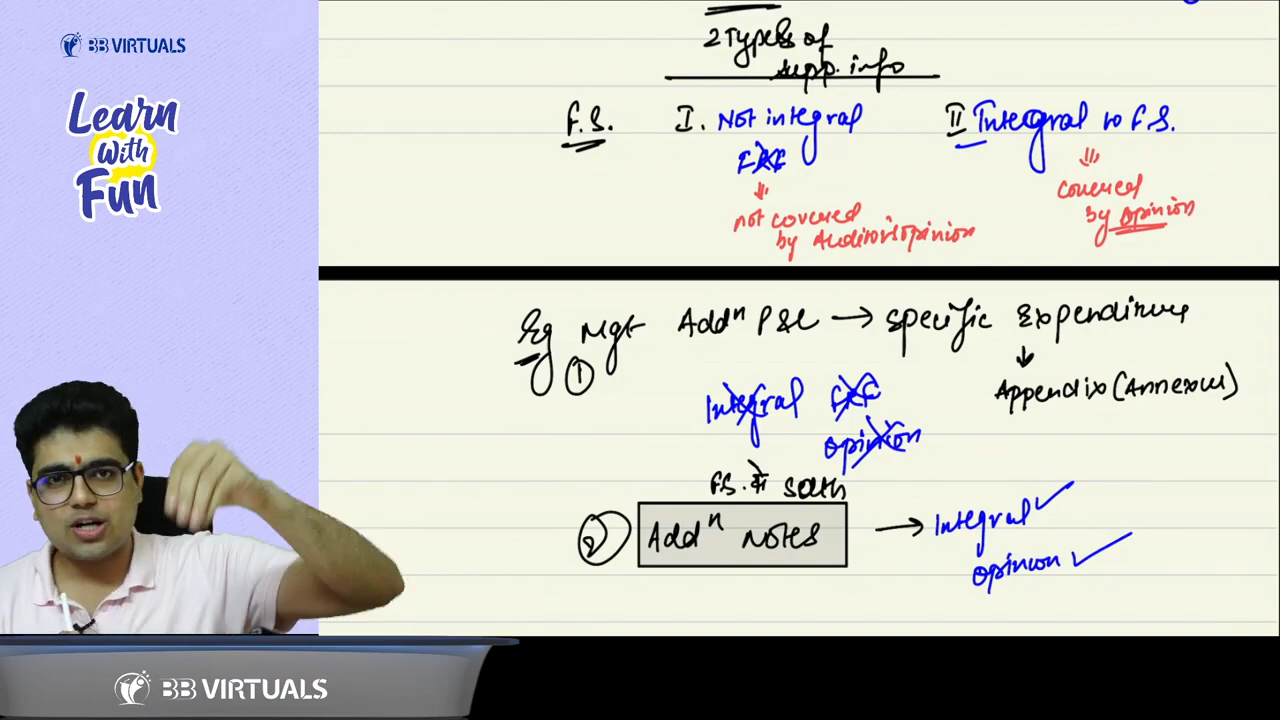 BB VIRTUALS
Learn
With
Fun
2 Types of
supp. info
F.S. I. Not integral II Integral to F.S.
not covered
by Auditor's opinion
covered
by opinion
Eg Mgt Addⁿ P&L → Specific Expenditure
① Appendix (Annexure)
Integral
opinion
FS. के साथ
② Addⁿ Notes → Integral ✓
opinion ✓
BB VIRTUALS